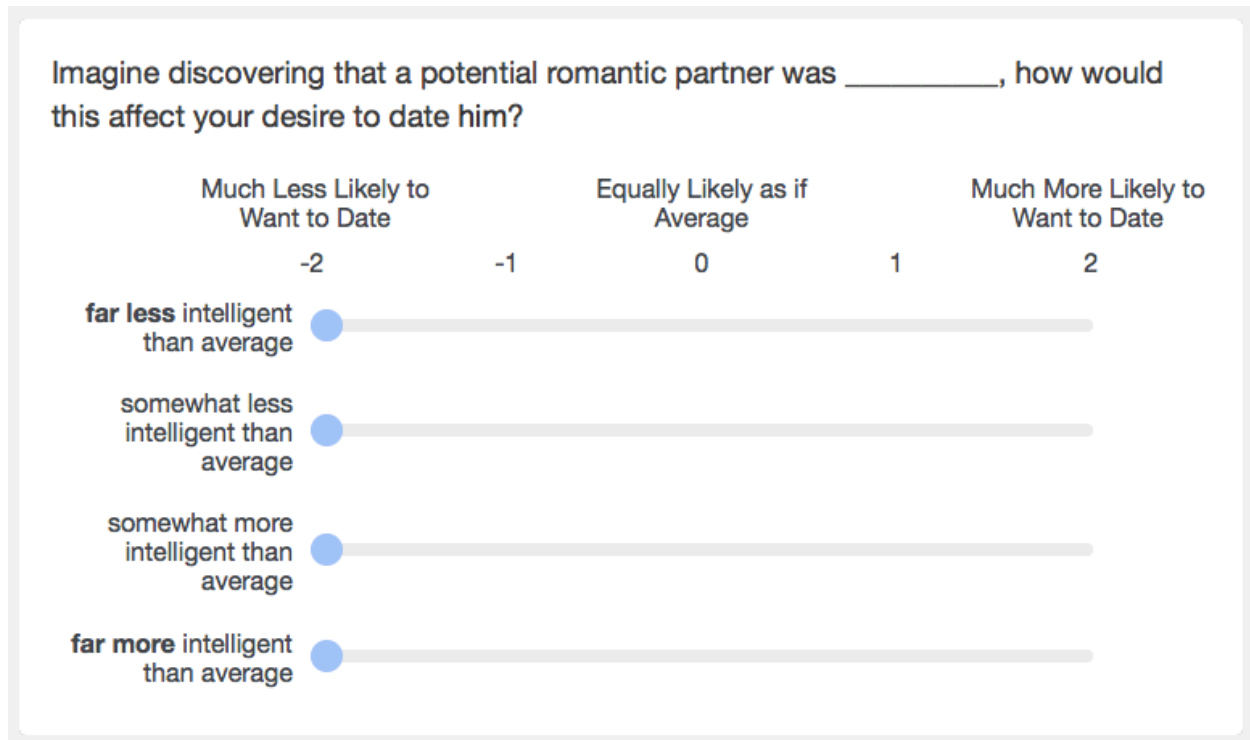 Imagine discovering that a potential romantic partner was __________, how would
this affect your desire to date him?
Much Less Likely to
Want to Date
Equally Likely as if
Average
Much More Likely to
Want to Date
-2 -1 0 1 2
far less intelligent
than average
somewhat less
intelligent than
average
somewhat more
intelligent than
average
far more intelligent
than average